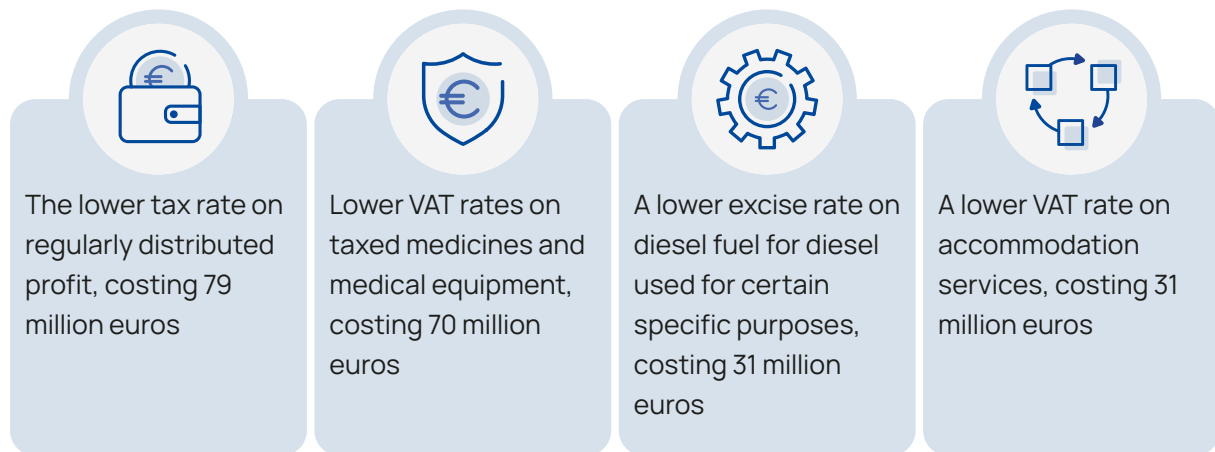 The lower tax rate on
regularly distributed
profit, costing 79
million euros
Lower VAT rates on
taxed medicines and
medical equipment,
costing 70 million
euros
A lower excise rate on
diesel fuel for diesel
used for certain
specific purposes,
costing 31 million
euros
A lower VAT rate on
accommodation
services, costing 31
million euros